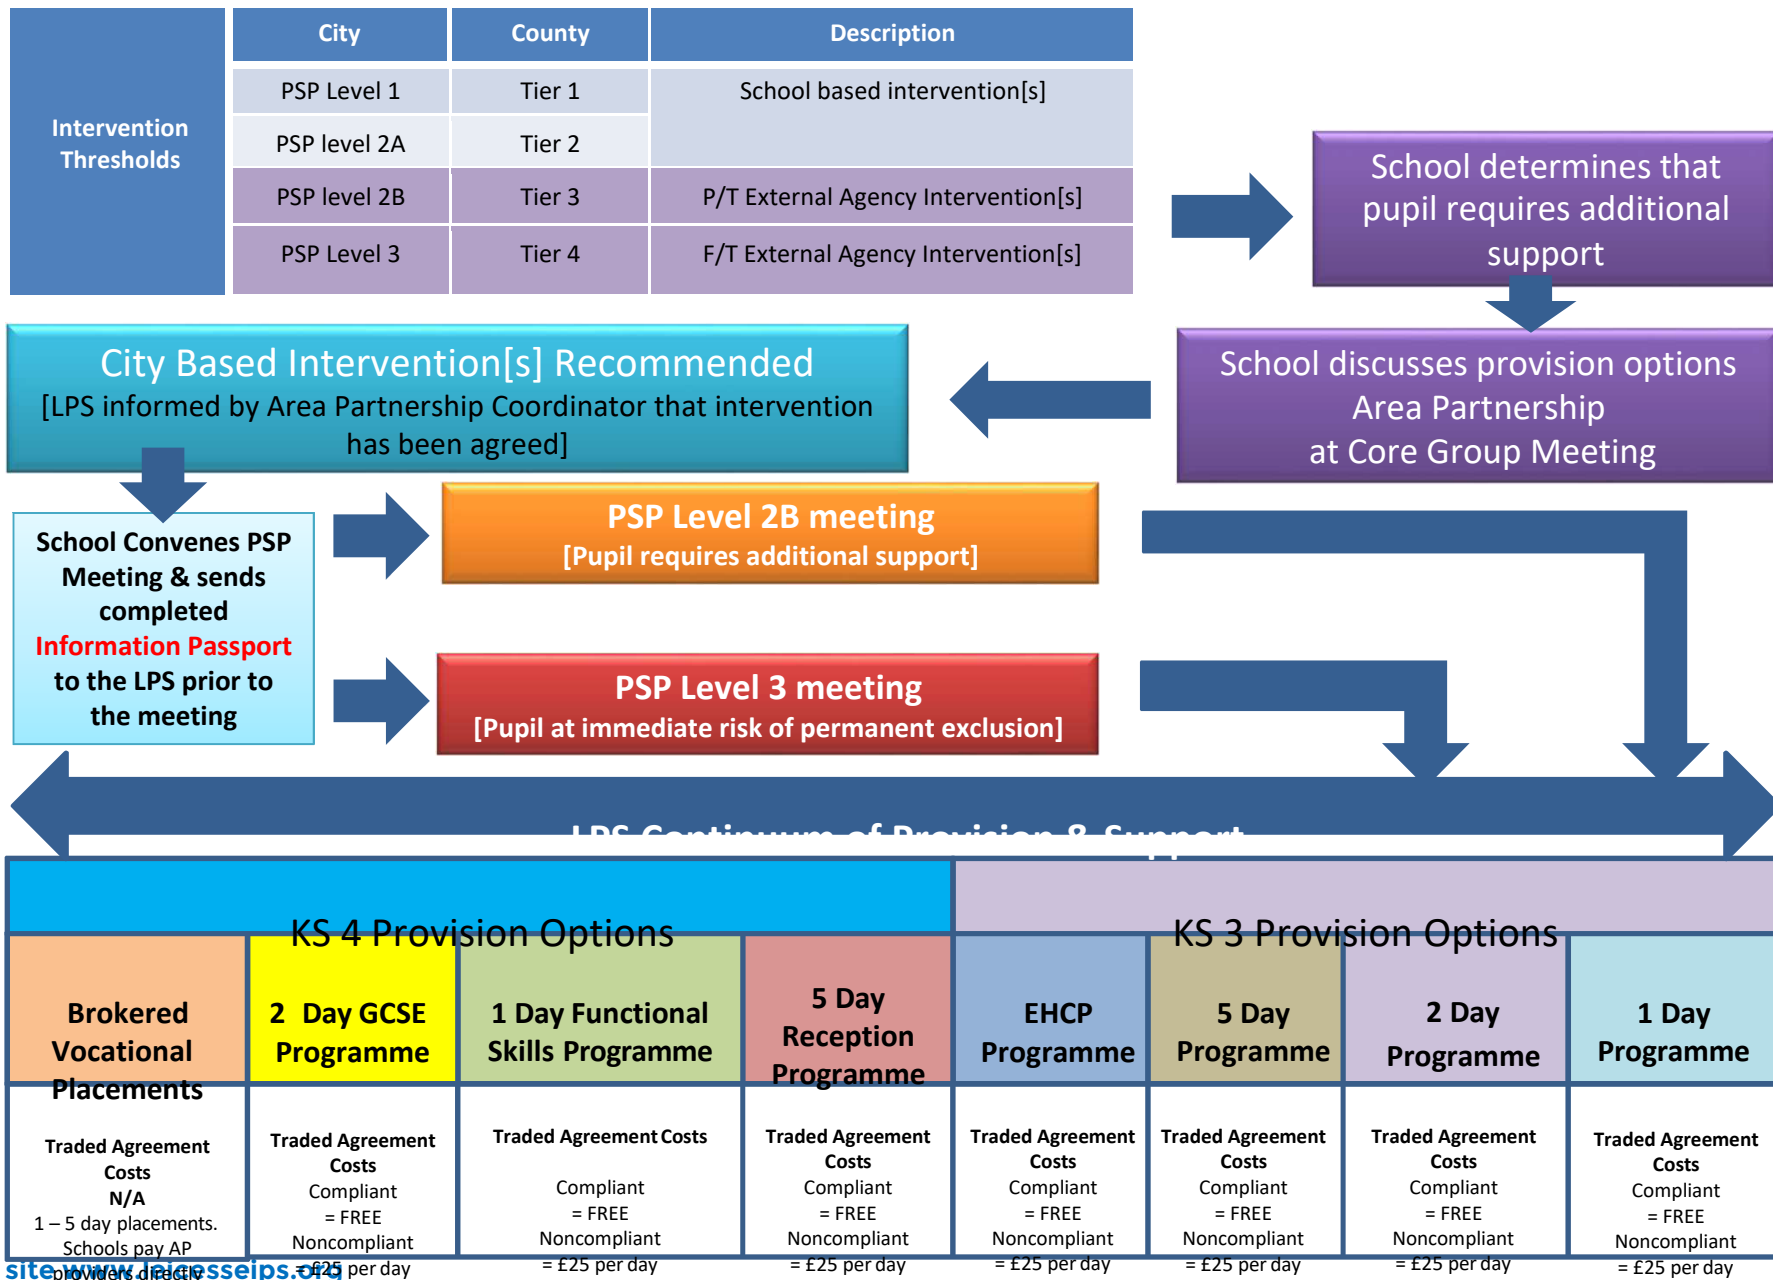 City County Description
Intervention
Thresholds
PSP Level 1 Tier 1 School based intervention[s]
PSP level 2A Tier 2
PSP level 2B Tier 3 P/T External Agency Intervention[s]
PSP Level 3 Tier 4 F/T External Agency Intervention[s]
School determines that
pupil requires additional
support
School discusses provision options
Area Partnership
at Core Group Meeting
City Based Intervention[s] Recommended
[LPS informed by Area Partnership Coordinator that intervention
has been agreed]
School Convenes PSP
Meeting & sends
completed
Information Passport
to the LPS prior to
the meeting
PSP Level 2B meeting
[Pupil requires additional support]
PSP Level 3 meeting
[Pupil at immediate risk of permanent exclusion]
LPS Continuum of Provision & Support
KS 4 Provision Options
KS 3 Provision Options
Brokered
Vocational
Placements
2 Day GCSE
Programme
1 Day Functional
Skills Programme
5 Day
Reception
Programme
EHCP
Programme
5 Day
Programme
2 Day
Programme
1 Day
Programme
Traded Agreement
Costs
N/A
1 – 5 day placements.
Schools pay AP
providers directly
Traded Agreement
Costs
Compliant
= FREE
Noncompliant
= £25 per day
Traded Agreement Costs
Compliant
= FREE
Noncompliant
= £25 per day
Traded Agreement
Costs
Compliant
= FREE
Noncompliant
= £25 per day
Traded Agreement
Costs
Compliant
= FREE
Noncompliant
= £25 per day
Traded Agreement
Costs
Compliant
= FREE
Noncompliant
= £25 per day
Traded Agreement
Costs
Compliant
= FREE
Noncompliant
= £25 per day
Traded Agreement
Costs
Compliant
= FREE
Noncompliant
= £25 per day
site